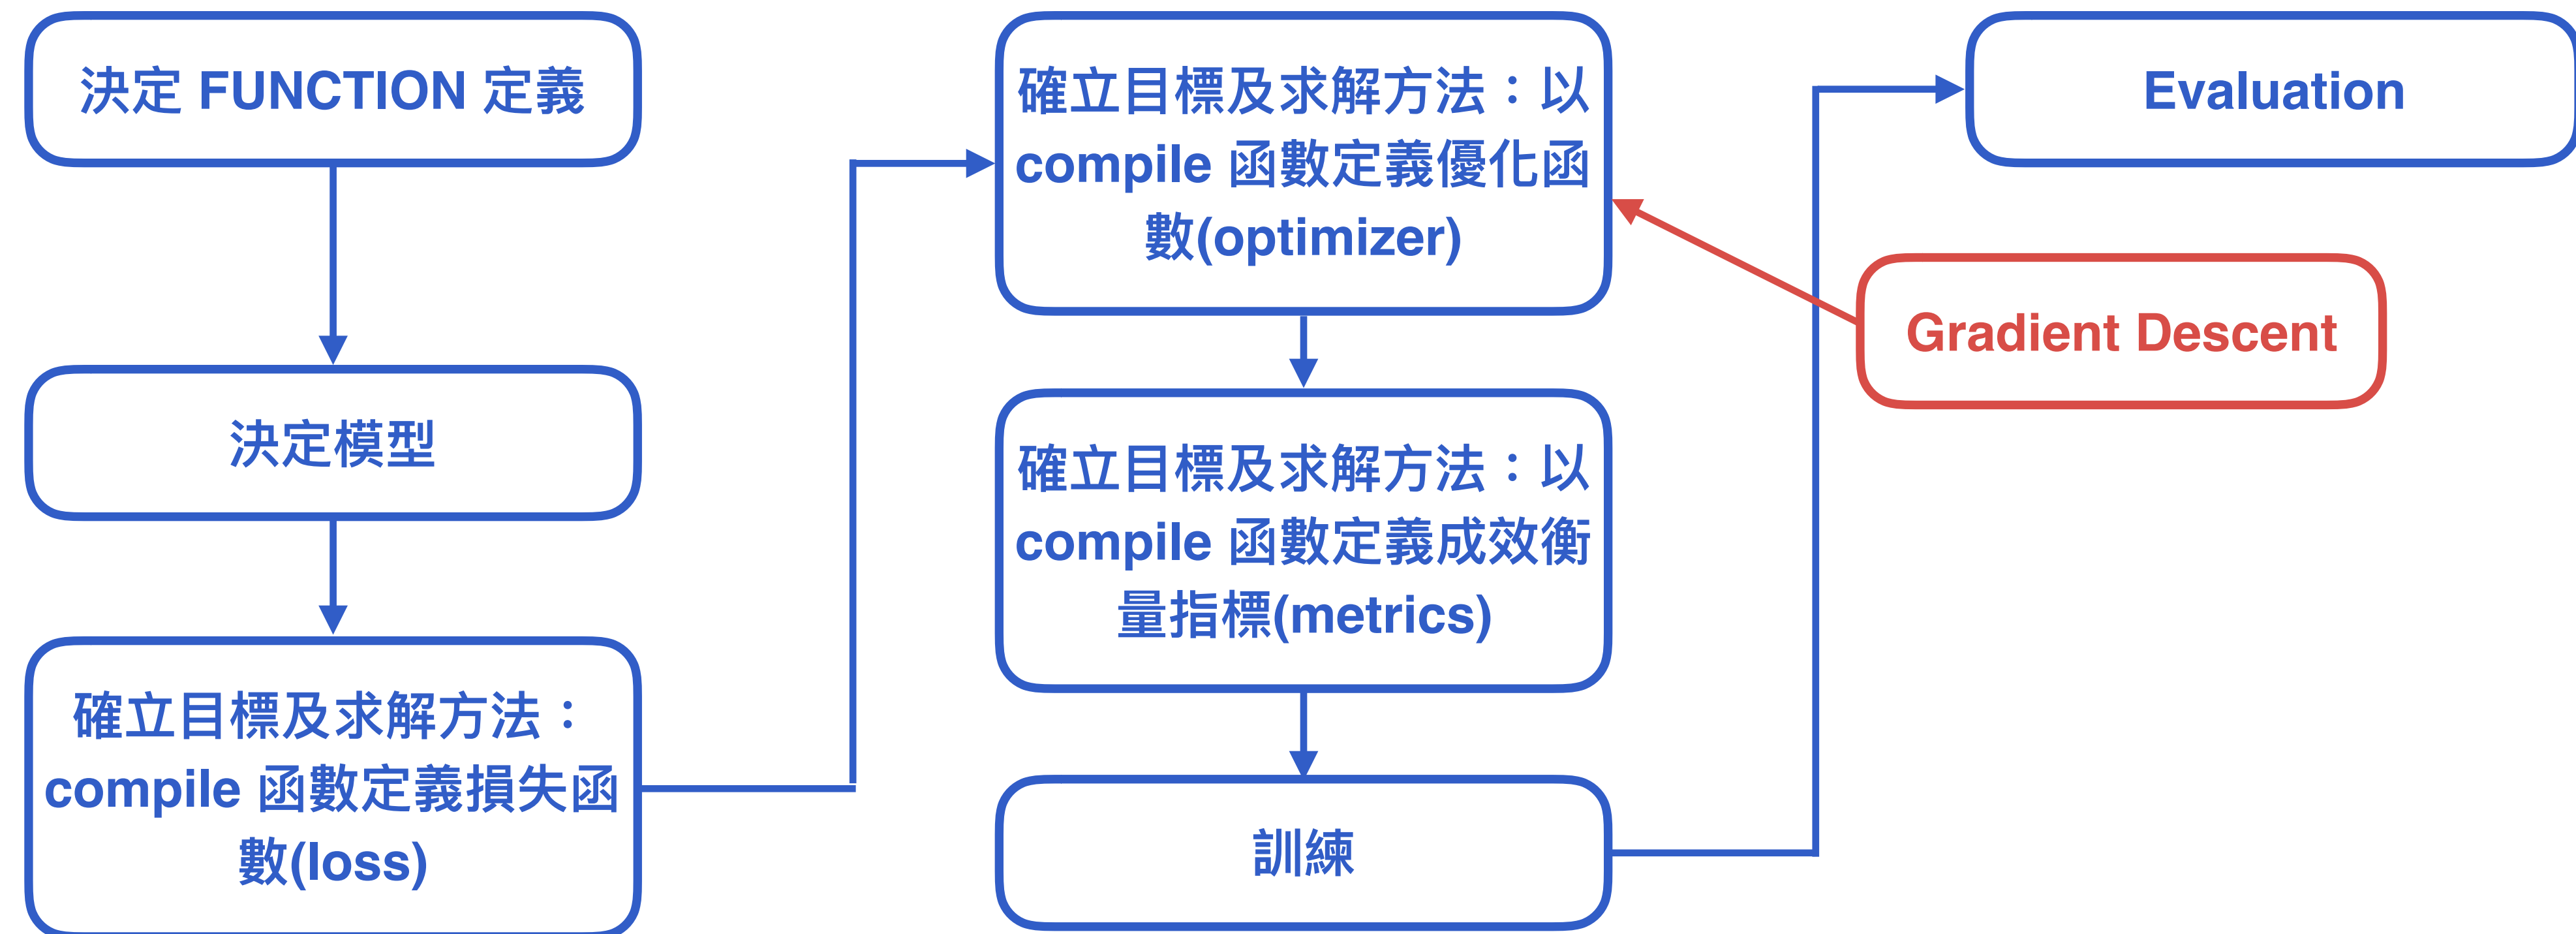 決定 FUNCTION 定義
決定模型
確立目標及求解方法：
compile 函數定義損失函
數(loss)
確立目標及求解方法：以
compile 函數定義優化函
數(optimizer)
確立目標及求解方法：以
compile 函數定義成效衡
量指標(metrics)
訓練
Evaluation
Gradient Descent